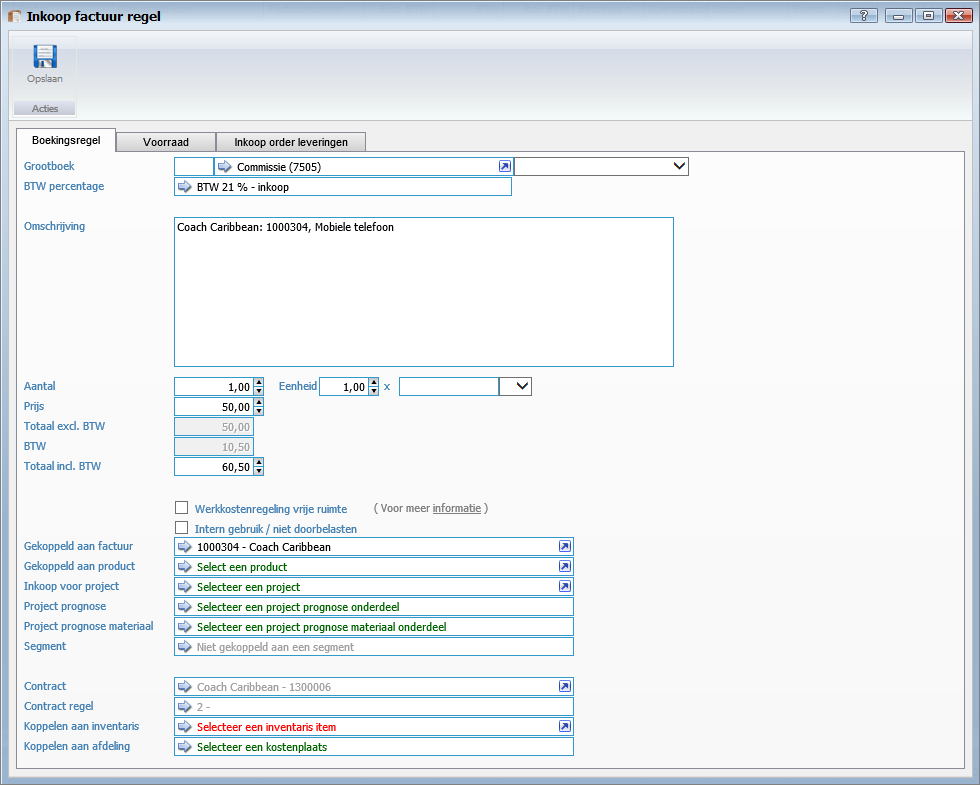 Inkoop factuur regel
Opslaan
Acties
Boekingsregel Voorraad Inkoop order leveringen
Grootboek Commissie (7505)
BTW percentage BTW 21 % - inkoop
Omschrijving Coach Caribbean: 1000304, Mobiele telefoon
Aantal 1,00 Eenheid 1,00 x
Prijs 50,00
Totaal excl. BTW 50,00
BTW 10,50
Totaal incl. BTW 60,50
Werkkostenregeling vrije ruimte ( Voor meer informatie )
Intern gebruik / niet doorbelasten
Gekoppeld aan factuur 1000304 - Coach Caribbean
Gekoppeld aan product Select een product
Inkoop voor project Selecteer een project
Project prognose Selecteer een project prognose onderdeel
Project prognose materiaal Selecteer een project prognose materiaal onderdeel
Segment Niet gekoppeld aan een segment
Contract Coach Caribbean - 1300006
Contract regel 2 -
Koppelen aan inventaris Selecteer een inventaris item
Koppelen aan afdeling Selecteer een kostenplaats